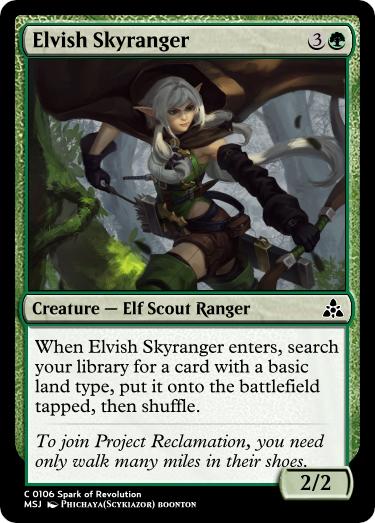 Elvish Skyranger 3
Creature — Elf Scout Ranger
When Elvish Skyranger enters, search
your library for a card with a basic
land type, put it onto the battlefield
tapped, then shuffle.
To join Project Reclamation, you need
only walk many miles in their shoes.
2/2
C 0106 Spark of Revolution
MSJ Phichaya(Scykiazor) boonton